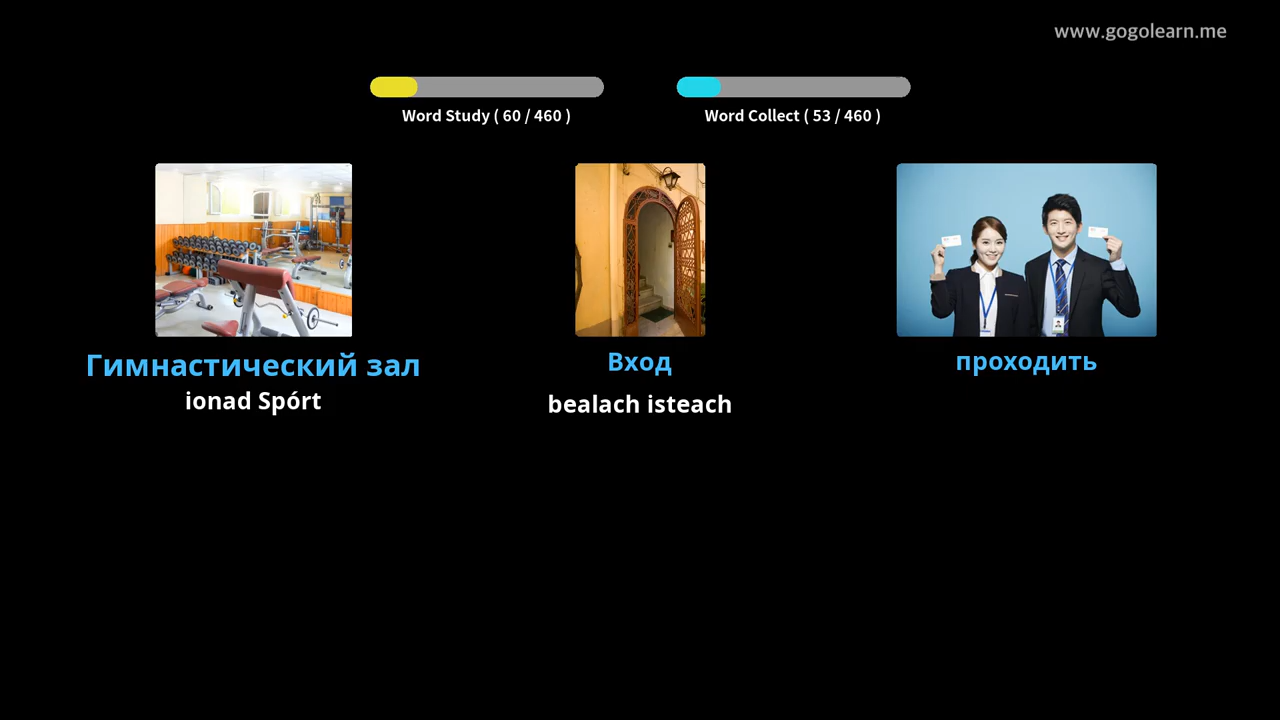 www.gogolearn.me
Word Study ( 60 / 460 )
Word Collect ( 53 / 460 )
Гимнастический зал
ionad Spórt
Вход
bealach isteach
проходить